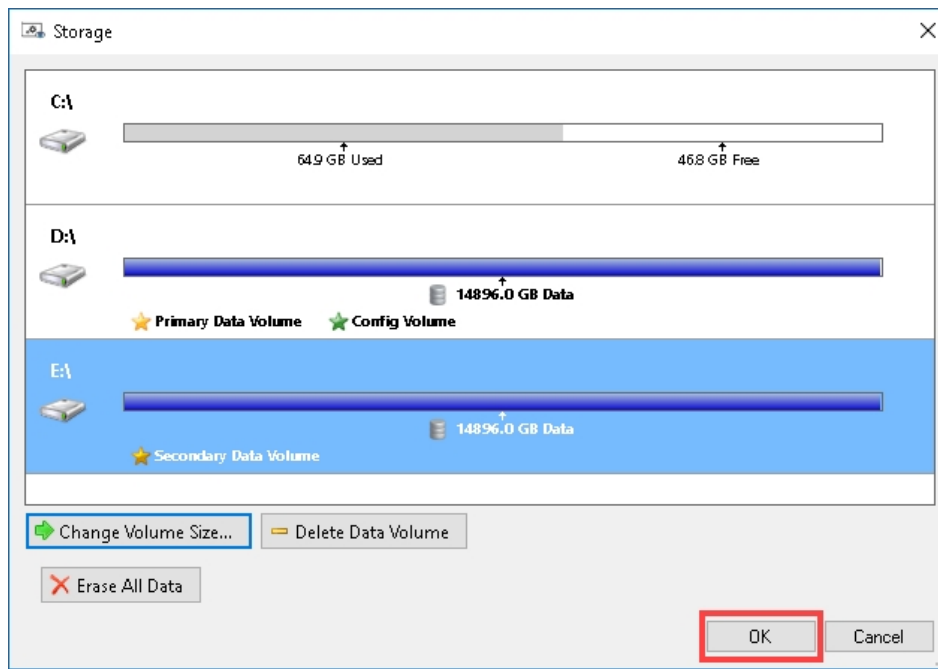 Storage
C:\
64.9 GB Used 46.8 GB Free
D:\
14896.0 GB Data
Primary Data Volume Config Volume
E:\
14896.0 GB Data
Secondary Data Volume
Change Volume Size... Delete Data Volume
Erase All Data
OK Cancel